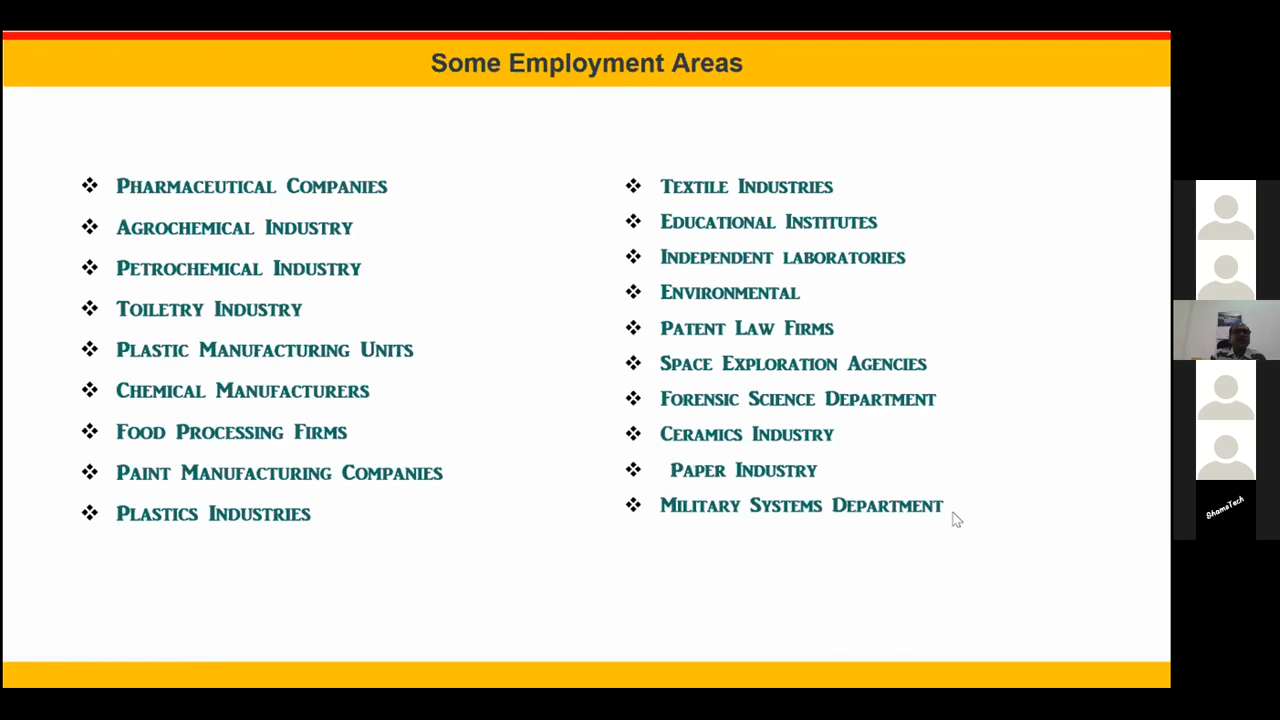 Some Employment Areas
Pharmaceutical Companies
Agrochemical Industry
Petrochemical Industry
Toiletry Industry
Plastic Manufacturing Units
Chemical Manufacturers
Food Processing Firms
Paint Manufacturing Companies
Plastics Industries
Textile Industries
Educational Institutes
Independent laboratories
Environmental
Patent Law Firms
Space Exploration Agencies
Forensic Science Department
Ceramics Industry
Paper Industry
Military Systems Department
ShamsTech